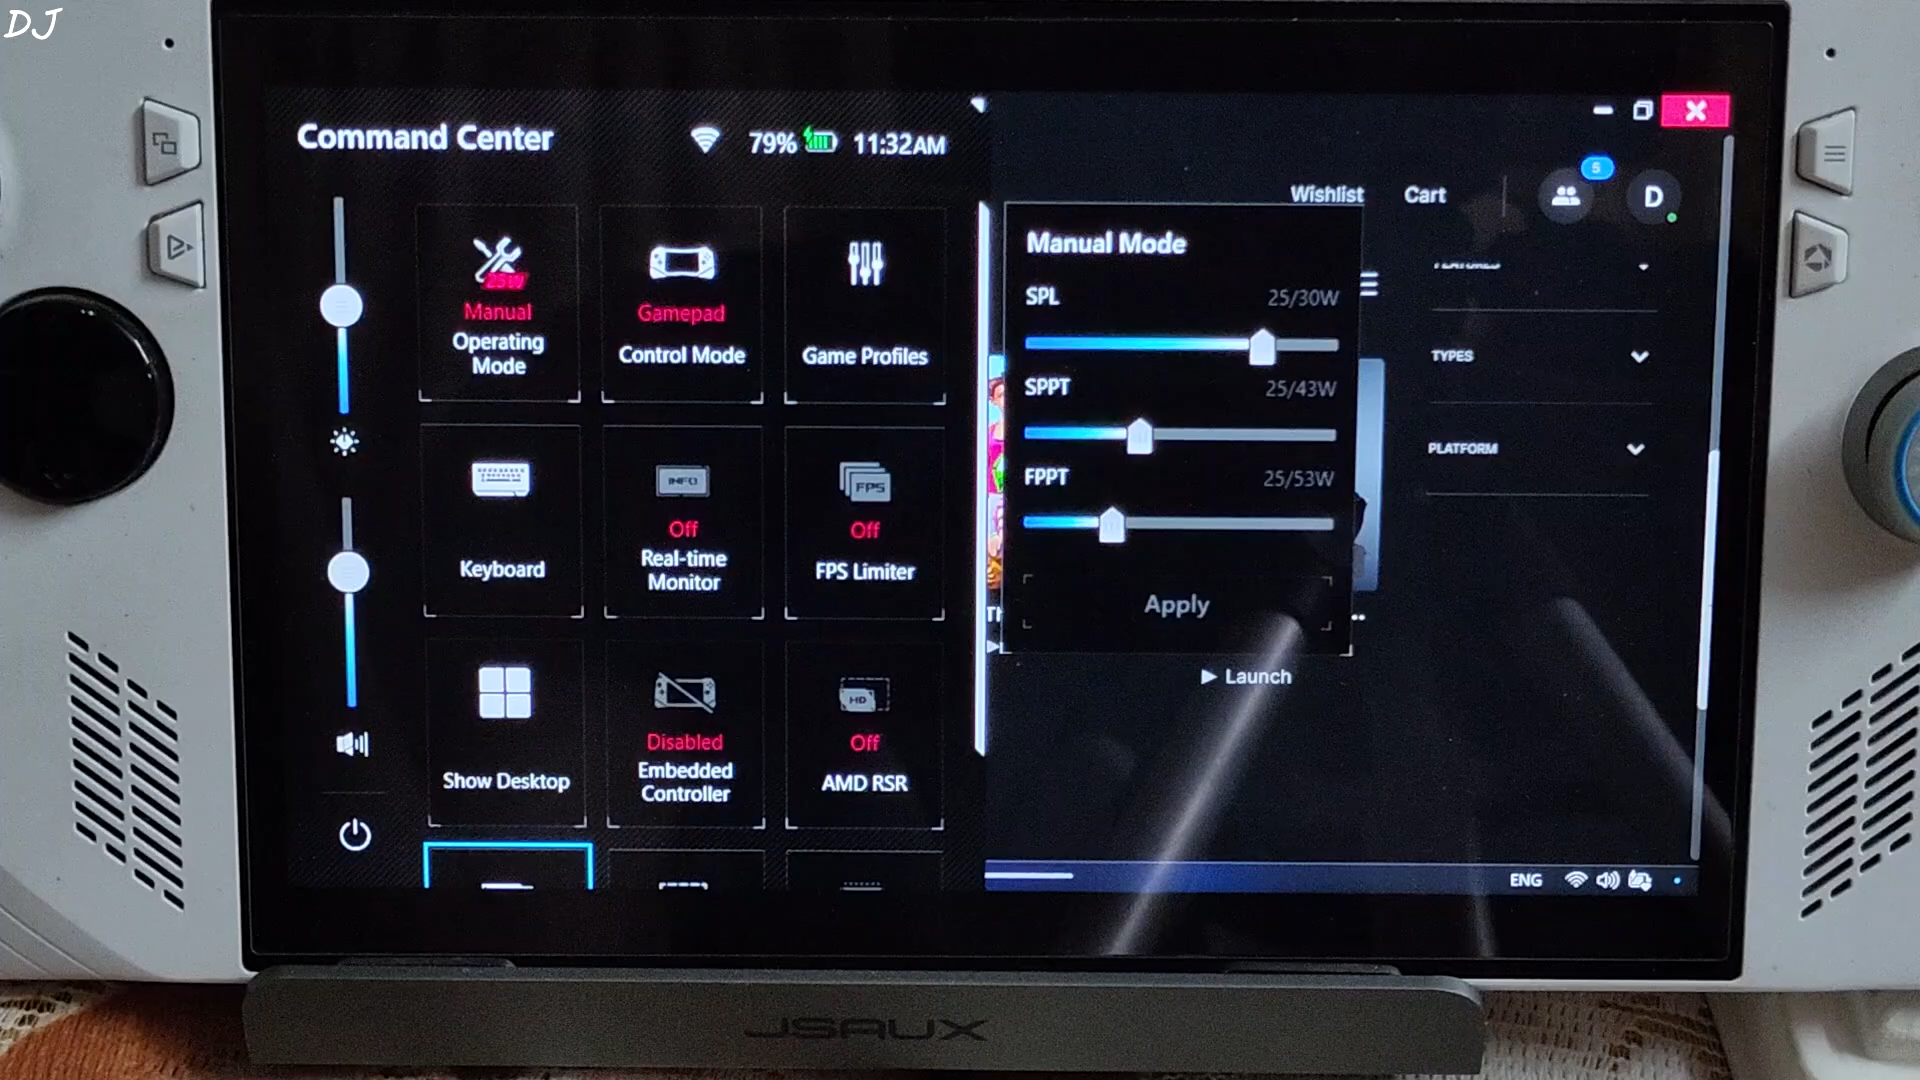 DJ
Command Center
79%
11:32AM
25W
Manual
Operating
Mode
Gamepad
Control Mode
Game Profiles
Keyboard
INFO
Off
Real-time
Monitor
FPS
Off
FPS Limiter
Show Desktop
Disabled
Embedded
Controller
HD
Off
AMD RSR
Wishlist
Cart
5
D
Manual Mode
SPL
25/30W
SPPT
25/43W
FPPT
25/53W
Apply
Launch
TYPES
PLATFORM
ENG
JSAUX